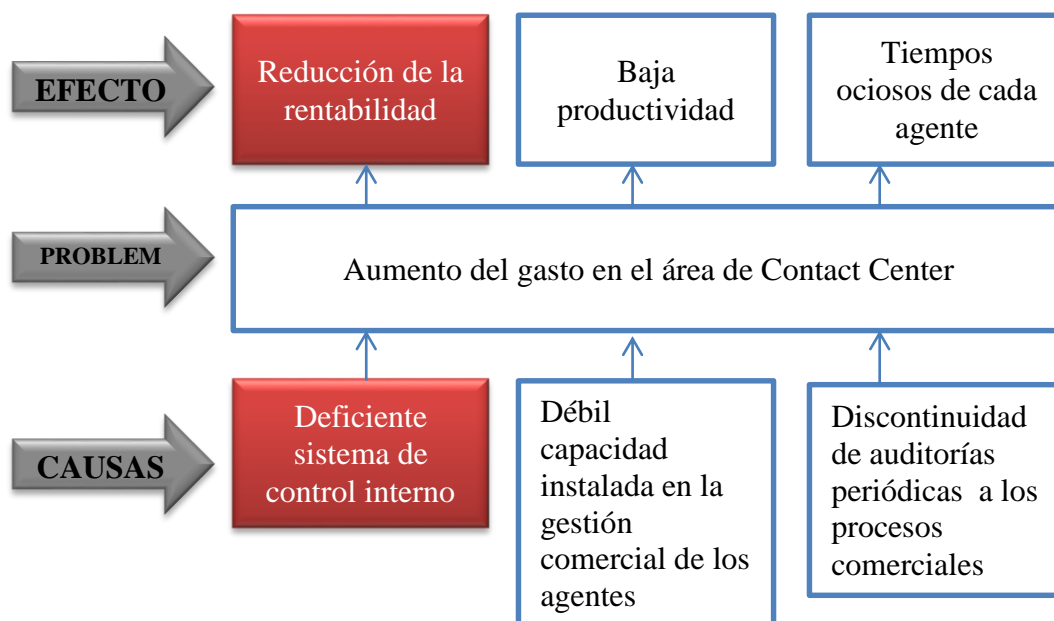 EFECTO
Reducción de la
rentabilidad
Baja
productividad
Tiempos
ociosos de cada
agente
PROBLEM
Aumento del gasto en el área de Contact Center
CAUSAS
Deficiente
sistema de
control interno
Débil
capacidad
instalada en la
gestión
comercial de los
agentes
Discontinuidad
de auditorías
periódicas a los
procesos
comerciales